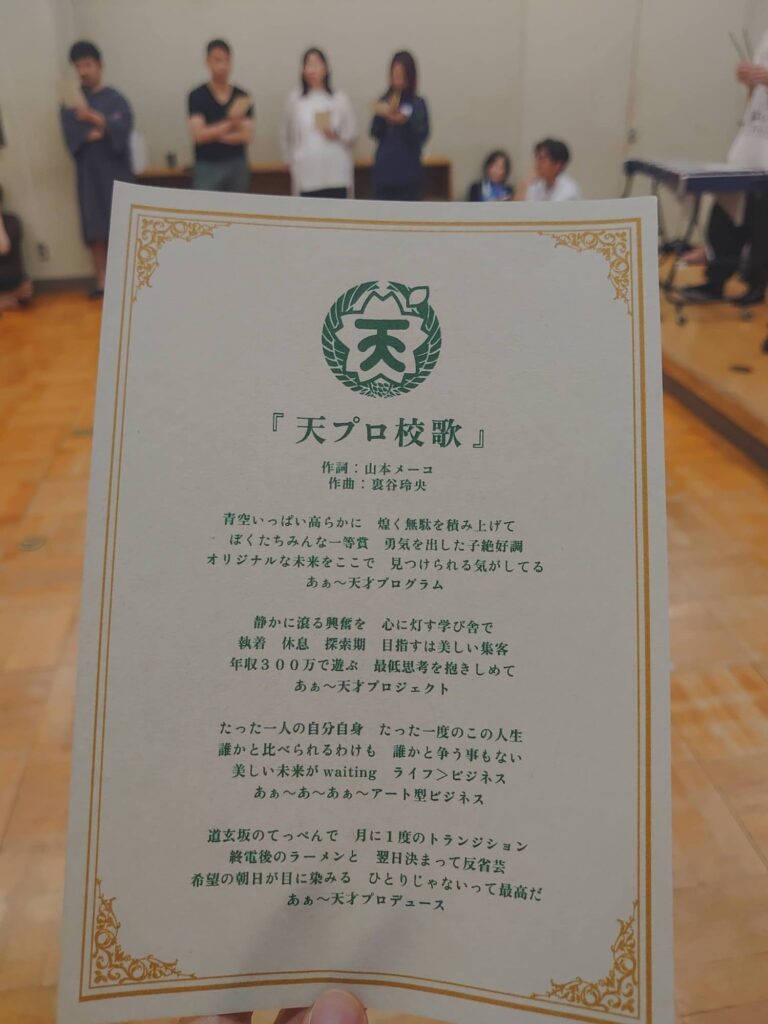 天
『天プロ校歌』
作詞：山本メーコ
作曲：裏谷玲央
青空いっぱい高らかに　煌く無駄を積み上げて
ぼくたちみんな一等賞　勇気を出した子絶好調
オリジナルな未来をここで　見つけられる気がしてる
あぁ〜天才プログラム
静かに滾る興奮を　心に灯す学び舎で
執着　休息　探索期　目指すは美しい集客
年収３００万で遊ぶ　最低思考を抱きしめて
あぁ〜天才プロジェクト
たった一人の自分自身　たった一度のこの人生
誰かと比べられるわけも　誰かと争う事もない
美しい未来が waiting　ライフ＞ビジネス
あぁ〜あ〜あぁ〜アート型ビジネス
道玄坂のてっぺんで　月に１度のトランジション
終電後のラーメンと　翌日決まって反省芸
希望の朝日が目に染みる　ひとりじゃないって最高だ
あぁ〜天才プロデュース